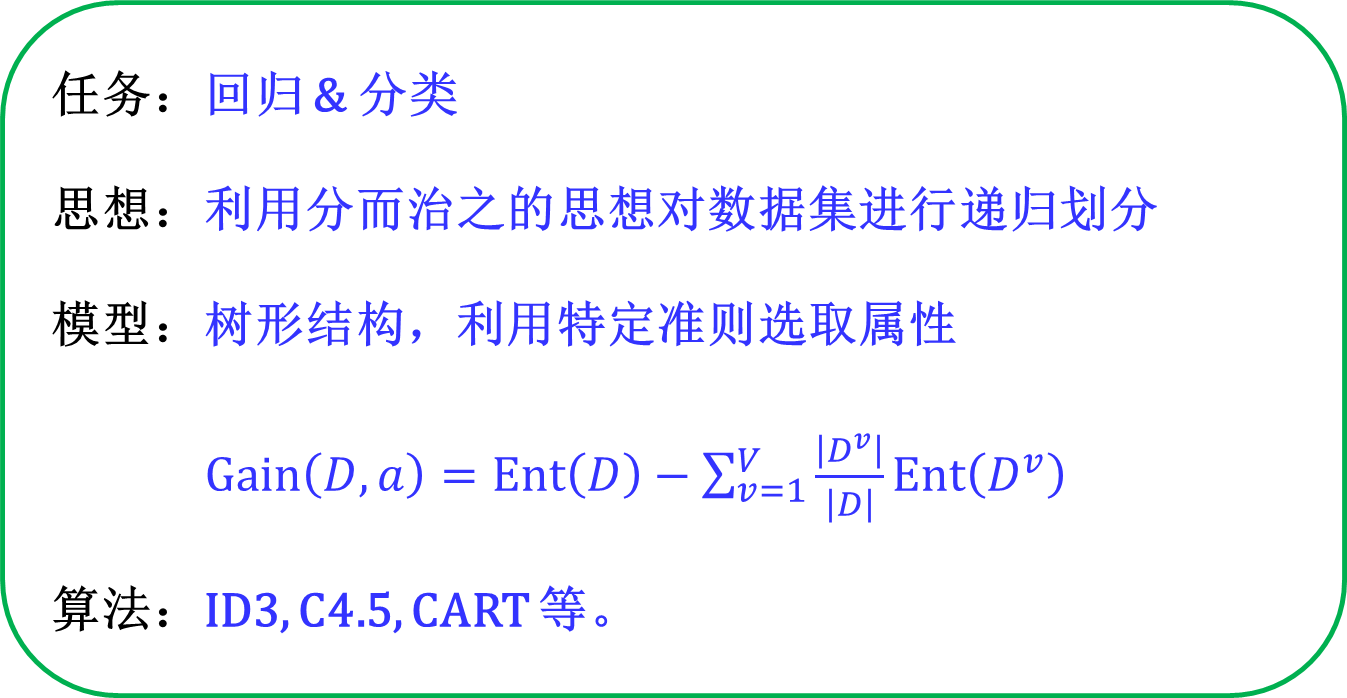 任务：回归 & 分类
思想：利用分而治之的思想对数据集进行递归划分
模型：树形结构，利用特定准则选取属性
Gain(D, a) = Ent(D) − ∑_{v=1}^{V} \frac{|D^v|}{|D|} Ent(D^v)
算法：ID3, C4.5, CART 等。